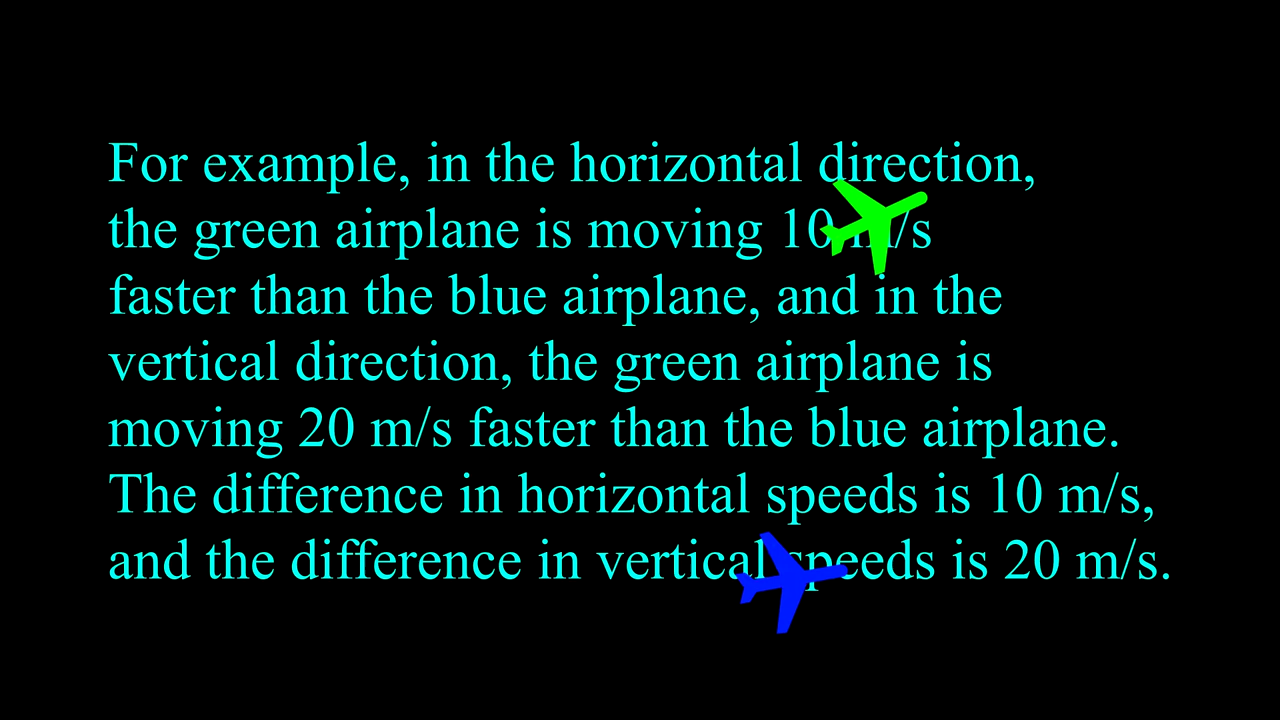 For example, in the horizontal direction,
the green airplane is moving 10 m/s
faster than the blue airplane, and in the
vertical direction, the green airplane is
moving 20 m/s faster than the blue airplane.
The difference in horizontal speeds is 10 m/s,
and the difference in vertical speeds is 20 m/s.